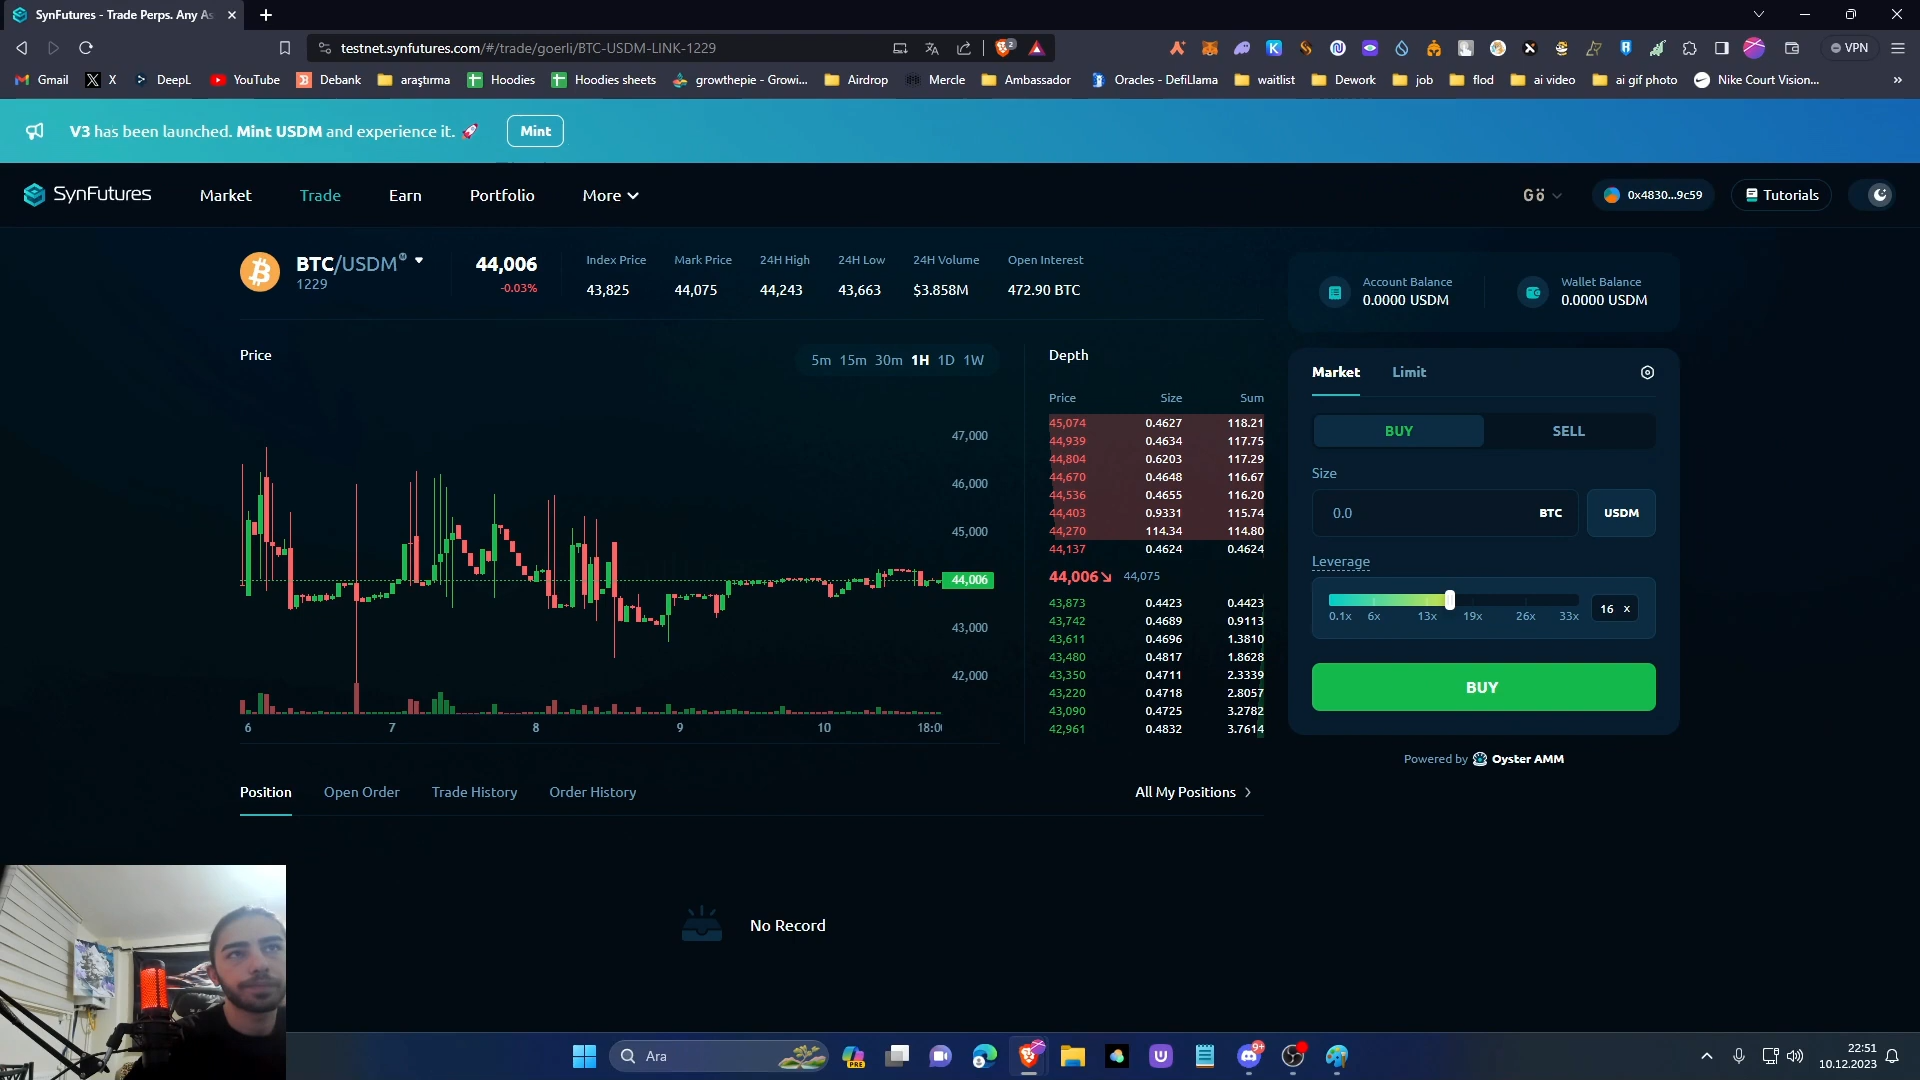 SynFutures - Trade Perps. Any As
testnet.synfutures.com/#/trade/goerli/BTC-USDM-LINK-1229
2
VPN
Gmail X DeepL YouTube Debank araştırma Hoodies Hoodies sheets growthepie - Growi... Airdrop Mercle Ambassador Oracles - DefiLlama waitlist Dework job flod ai video ai gif photo Nike Court Vision... »
V3 has been launched. Mint USDM and experience it. 🚀 Mint
SynFutures Market Trade Earn Portfolio More Gö 0x4830...9c59 Tutorials
BTC/USDM
1229
44,006
-0.03%
Index Price Mark Price 24H High 24H Low 24H Volume Open Interest
43,825 44,075 44,243 43,663 $3.858M 472.90 BTC
Account Balance
0.0000 USDM
Wallet Balance
0.0000 USDM
Price
5m 15m 30m 1H 1D 1W
47,000
46,000
45,000
44,006
43,000
42,000
6 7 8 9 10 18:0
Depth
Price Size Sum
45,074 0.4627 118.21
44,939 0.4634 117.75
44,804 0.6203 117.29
44,670 0.4648 116.67
44,536 0.4655 116.20
44,403 0.9331 115.74
44,270 114.34 114.80
44,137 0.4624 0.4624
44,006 44,075
43,873 0.4423 0.4423
43,742 0.4689 0.9113
43,611 0.4696 1.3810
43,480 0.4817 1.8628
43,350 0.4711 2.3339
43,220 0.4718 2.8057
43,090 0.4725 3.2782
42,961 0.4832 3.7614
Market Limit
BUY SELL
Size
0.0 BTC USDM
Leverage
0.1x 6x 13x 19x 26x 33x
16 x
BUY
Powered by Oyster AMM
Position Open Order Trade History Order History All My Positions >
No Record
Ara
PRE
9+
22:51
10.12.2023